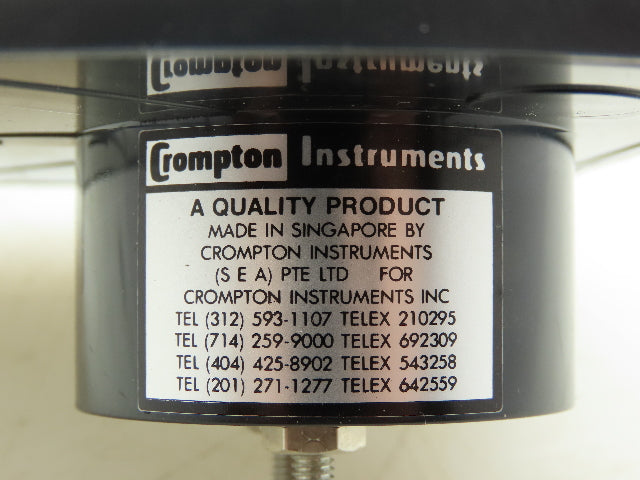 Crompton Instruments
Crompton Instruments
A QUALITY PRODUCT
MADE IN SINGAPORE BY
CROMPTON INSTRUMENTS
(S E A) PTE LTD FOR
CROMPTON INSTRUMENTS INC
TEL (312) 593-1107 TELEX 210295
TEL (714) 259-9000 TELEX 692309
TEL (404) 425-8902 TELEX 543258
TEL (201) 271-1277 TELEX 642559